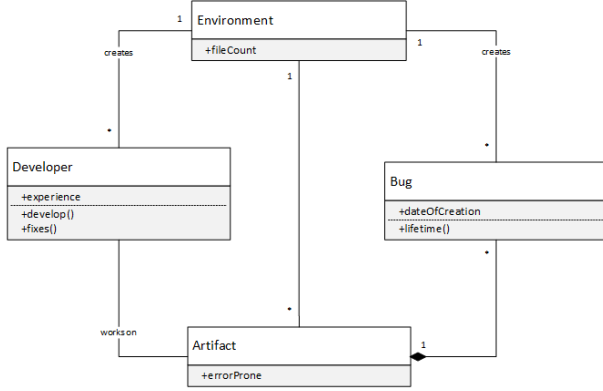 Environment
+fileCount
1
1
1
creates
creates
*
*
Developer
+experience
+develop()
+fixes()
Bug
+dateOfCreation
+lifetime()
*
works on
*
Artifact
+errorProne
1